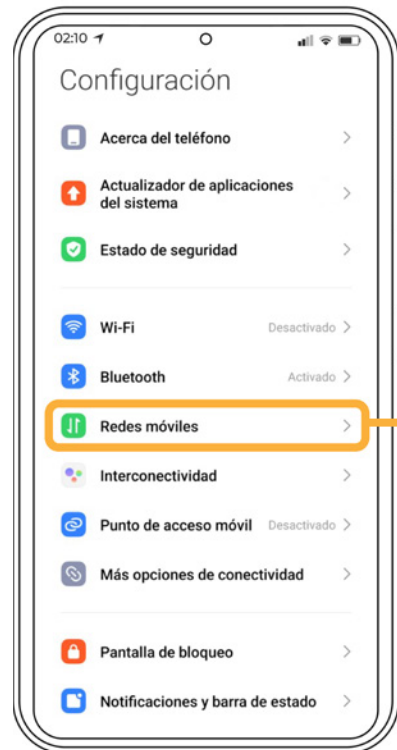 02:10
Configuración
Acerca del teléfono
Actualizador de aplicaciones
del sistema
Estado de seguridad
Wi-Fi Desactivado
Bluetooth Activado
Redes móviles
Interconectividad
Punto de acceso móvil Desactivado
Más opciones de conectividad
Pantalla de bloqueo
Notificaciones y barra de estado